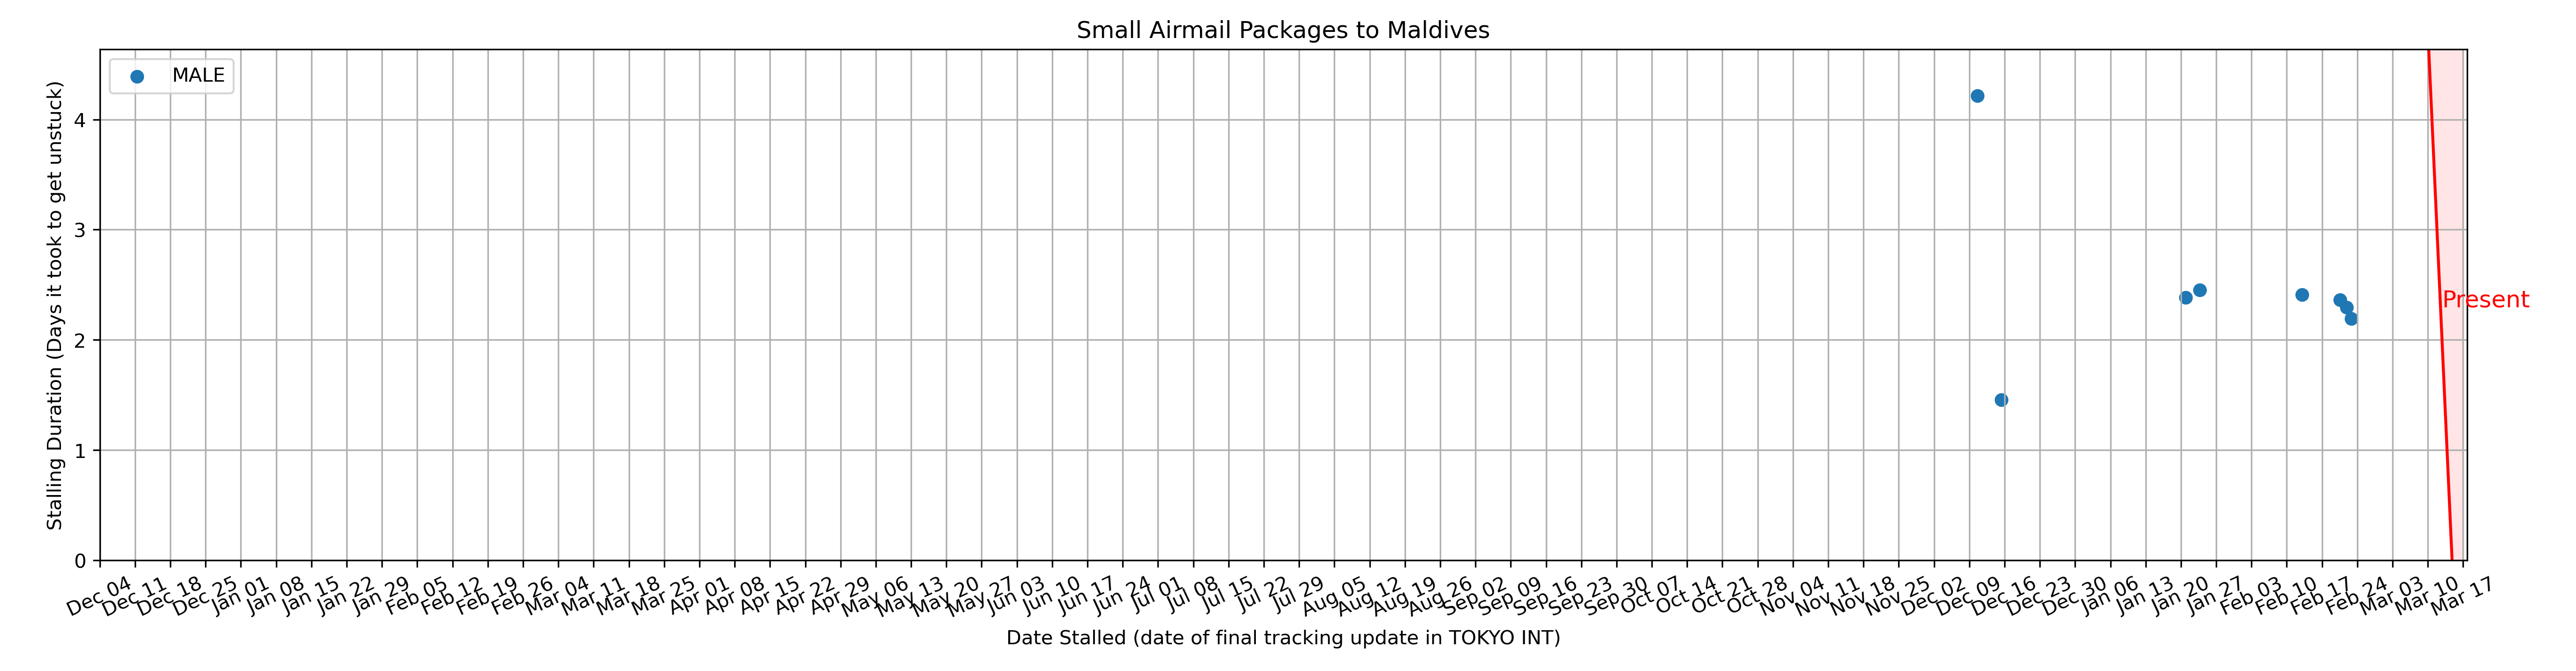 Small Airmail Packages to Maldives
MALE
Stalling Duration (Days it took to get unstuck)
4
3
2
1
0
Present
Dec 04 Dec 11 Dec 18 Dec 25 Jan 01 Jan 08 Jan 15 Jan 22 Jan 29 Feb 05 Feb 12 Feb 19 Feb 26 Mar 04 Mar 11 Mar 18 Mar 25 Apr 01 Apr 08 Apr 15 Apr 22 Apr 29 May 06 May 13 May 20 May 27 Jun 03 Jun 10 Jun 17 Jun 24 Jul 01 Jul 08 Jul 15 Jul 22 Jul 29 Aug 05 Aug 12 Aug 19 Aug 26 Sep 02 Sep 09 Sep 16 Sep 23 Sep 30 Oct 07 Oct 14 Oct 21 Oct 28 Nov 04 Nov 11 Nov 18 Nov 25 Dec 02 Dec 09 Dec 16 Dec 23 Dec 30 Jan 06 Jan 13 Jan 20 Jan 27 Feb 03 Feb 10 Feb 17 Feb 24 Mar 03 Mar 10 Mar 17
Date Stalled (date of final tracking update in TOKYO INT)